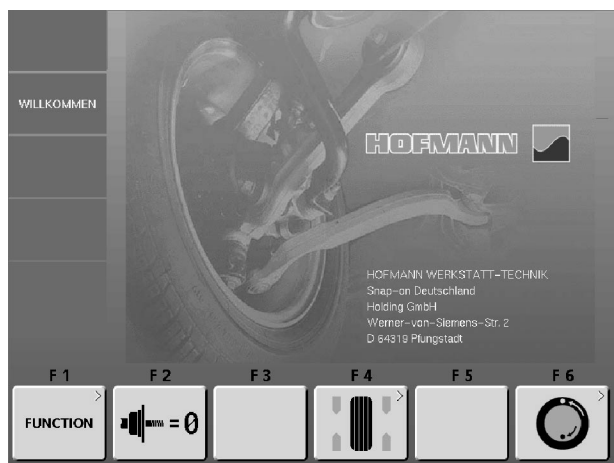 WILLKOMMEN
HOFMANN
HOFMANN WERKSTATT-TECHNIK
Snap-on Deutschland
Holding GmbH
Werner-von-Siemens-Str. 2
D 64319 Pfungstadt
F 1 F 2 F 3 F 4 F 5 F 6
FUNCTION = 0